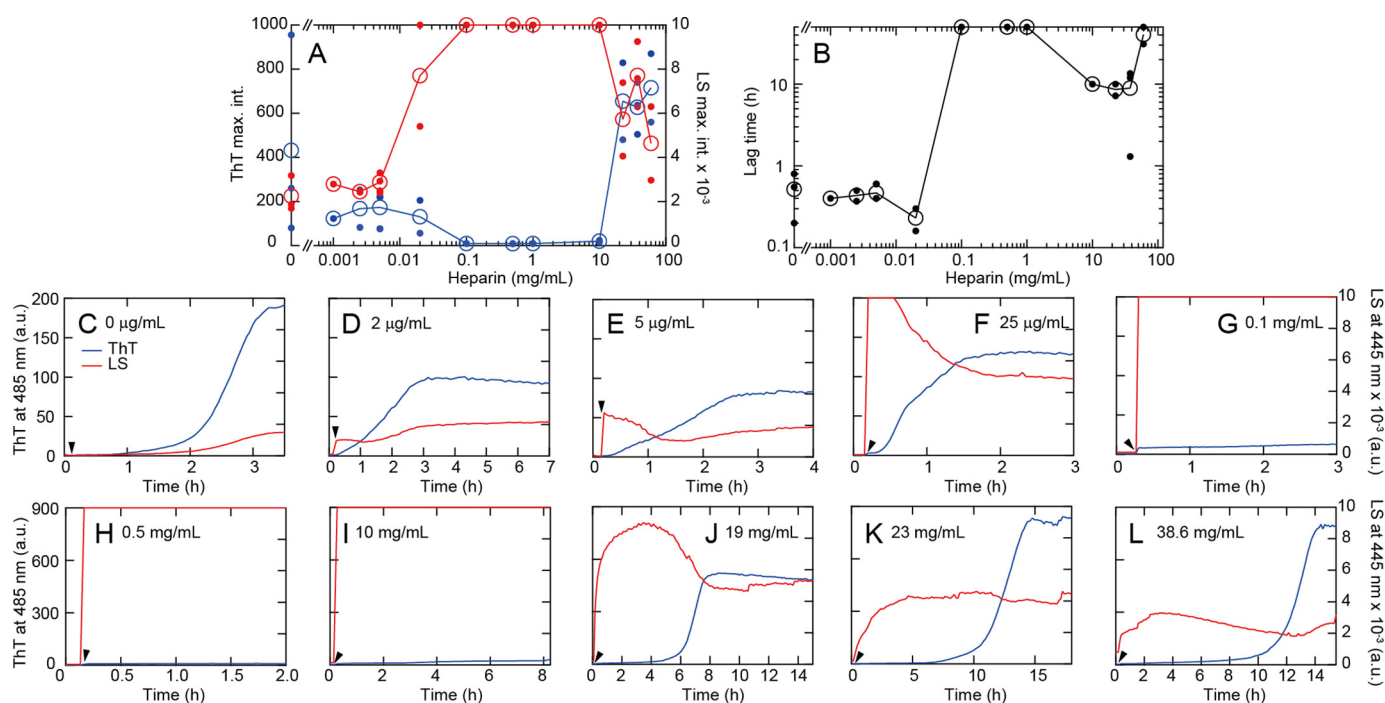 A
ThT max. int.
1000
800
600
400
200
0
LS max. int. x 10-3
10
8
6
4
2
0
0
0.001
0.01
0.1
1
10
100
Heparin (mg/mL)
B
Lag time (h)
10
1
0.1
0
0.001
0.01
0.1
1
10
100
Heparin (mg/mL)
ThT at 485 nm (a.u.)
200
150
100
50
0
C 0 µg/mL
ThT
LS
0 1 2 3
Time (h)
D 2 µg/mL
0 1 2 3 4 5 6 7
Time (h)
E 5 µg/mL
0 1 2 3 4
Time (h)
F 25 µg/mL
0 1 2 3
Time (h)
G 0.1 mg/mL
0 1 2 3
Time (h)
10
8
6
4
2
0
LS at 445 nm x 10-3 (a.u.)
ThT at 485 nm (a.u.)
900
600
300
0
H 0.5 mg/mL
0 0.5 1.0 1.5 2.0
Time (h)
I 10 mg/mL
0 2 4 6 8
Time (h)
J 19 mg/mL
0 2 4 6 8 10 12 14
Time (h)
K 23 mg/mL
0 5 10 15
Time (h)
L 38.6 mg/mL
0 2 4 6 8 10 12 14
Time (h)
10
8
6
4
2
0
LS at 445 nm x 10-3 (a.u.)